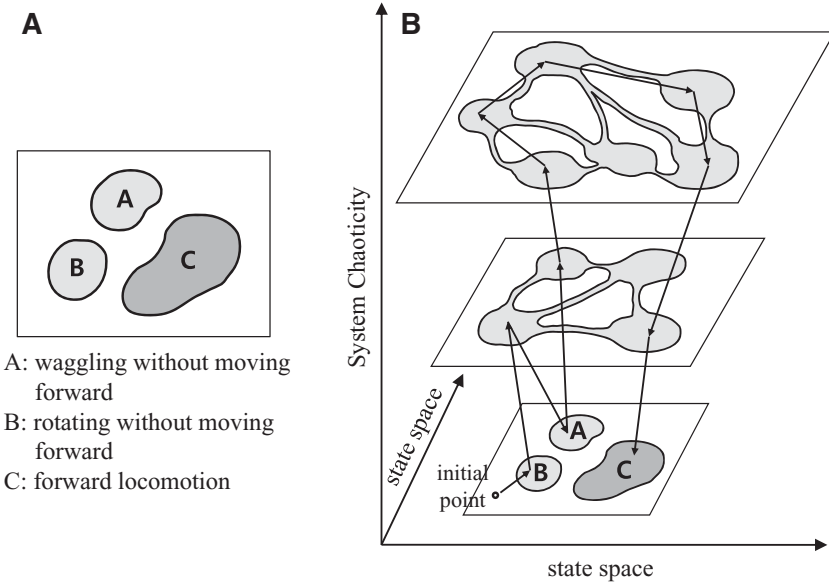 A
A
B
C
A: waggling without moving
forward
B: rotating without moving
forward
C: forward locomotion
B
System Chaoticity
state space
A
B
C
initial
point
state space